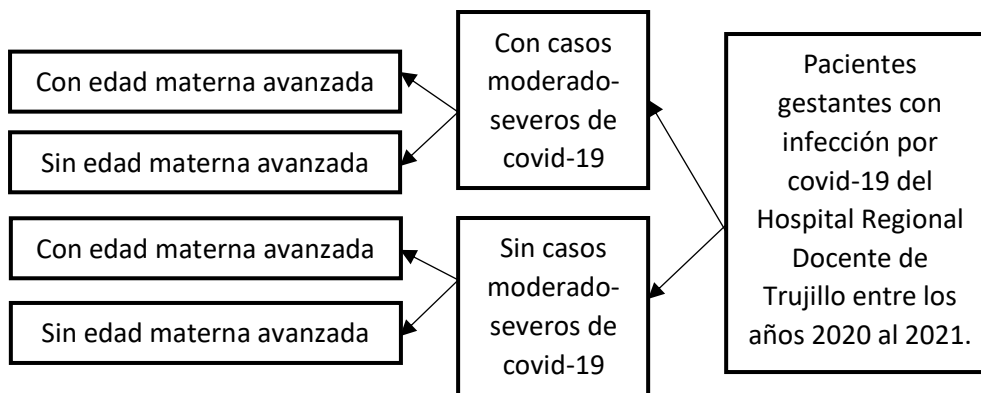 Con edad materna avanzada
Sin edad materna avanzada
Con edad materna avanzada
Sin edad materna avanzada
Con casos
moderado-
severos de
covid-19
Sin casos
moderado-
severos de
covid-19
Pacientes
gestantes con
infección por
covid-19 del
Hospital Regional
Docente de
Trujillo entre los
años 2020 al 2021.